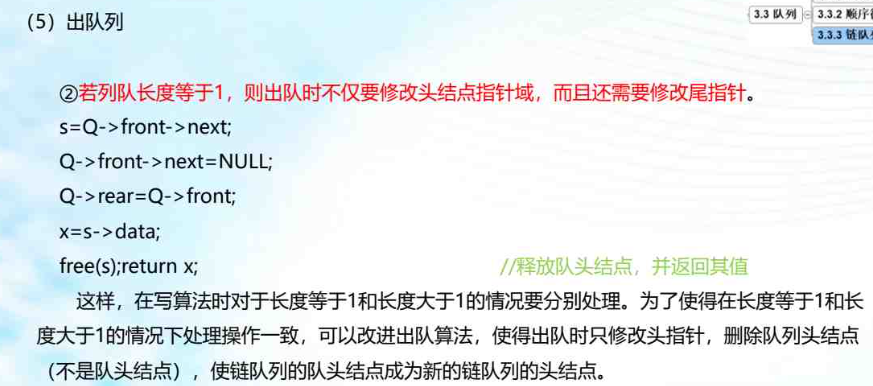 （5）出队列
3.3 队列
3.3.2 顺序
3.3.3 链队
②若列队长度等于1，则出队时不仅要修改头结点指针域，而且还需要修改尾指针。
s=Q->front->next;
Q->front->next=NULL;
Q->rear=Q->front;
x=s->data;
free(s);return x; //释放队头结点，并返回其值
这样，在写算法时对于长度等于1和长度大于1的情况要分别处理。为了使得在长度等于1和长
度大于1的情况下处理操作一致，可以改进出队算法，使得出队时只修改头指针，删除队列头结点
（不是队头结点），使链队列的队头结点成为新的链队列的头结点。